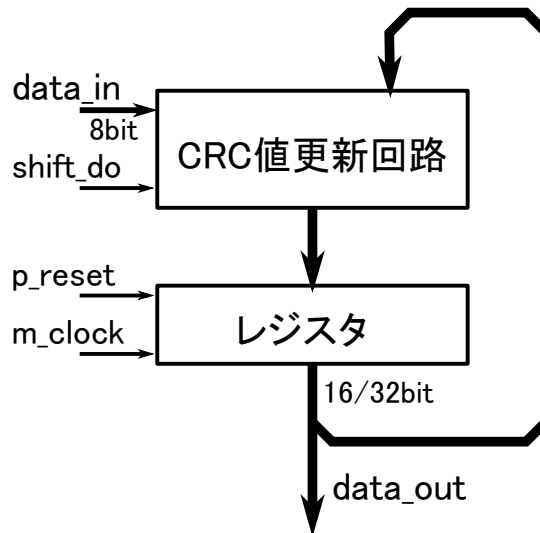 data_in
8bit
CRC値更新回路
shift_do
p_reset
レジスタ
m_clock
16/32bit
data_out